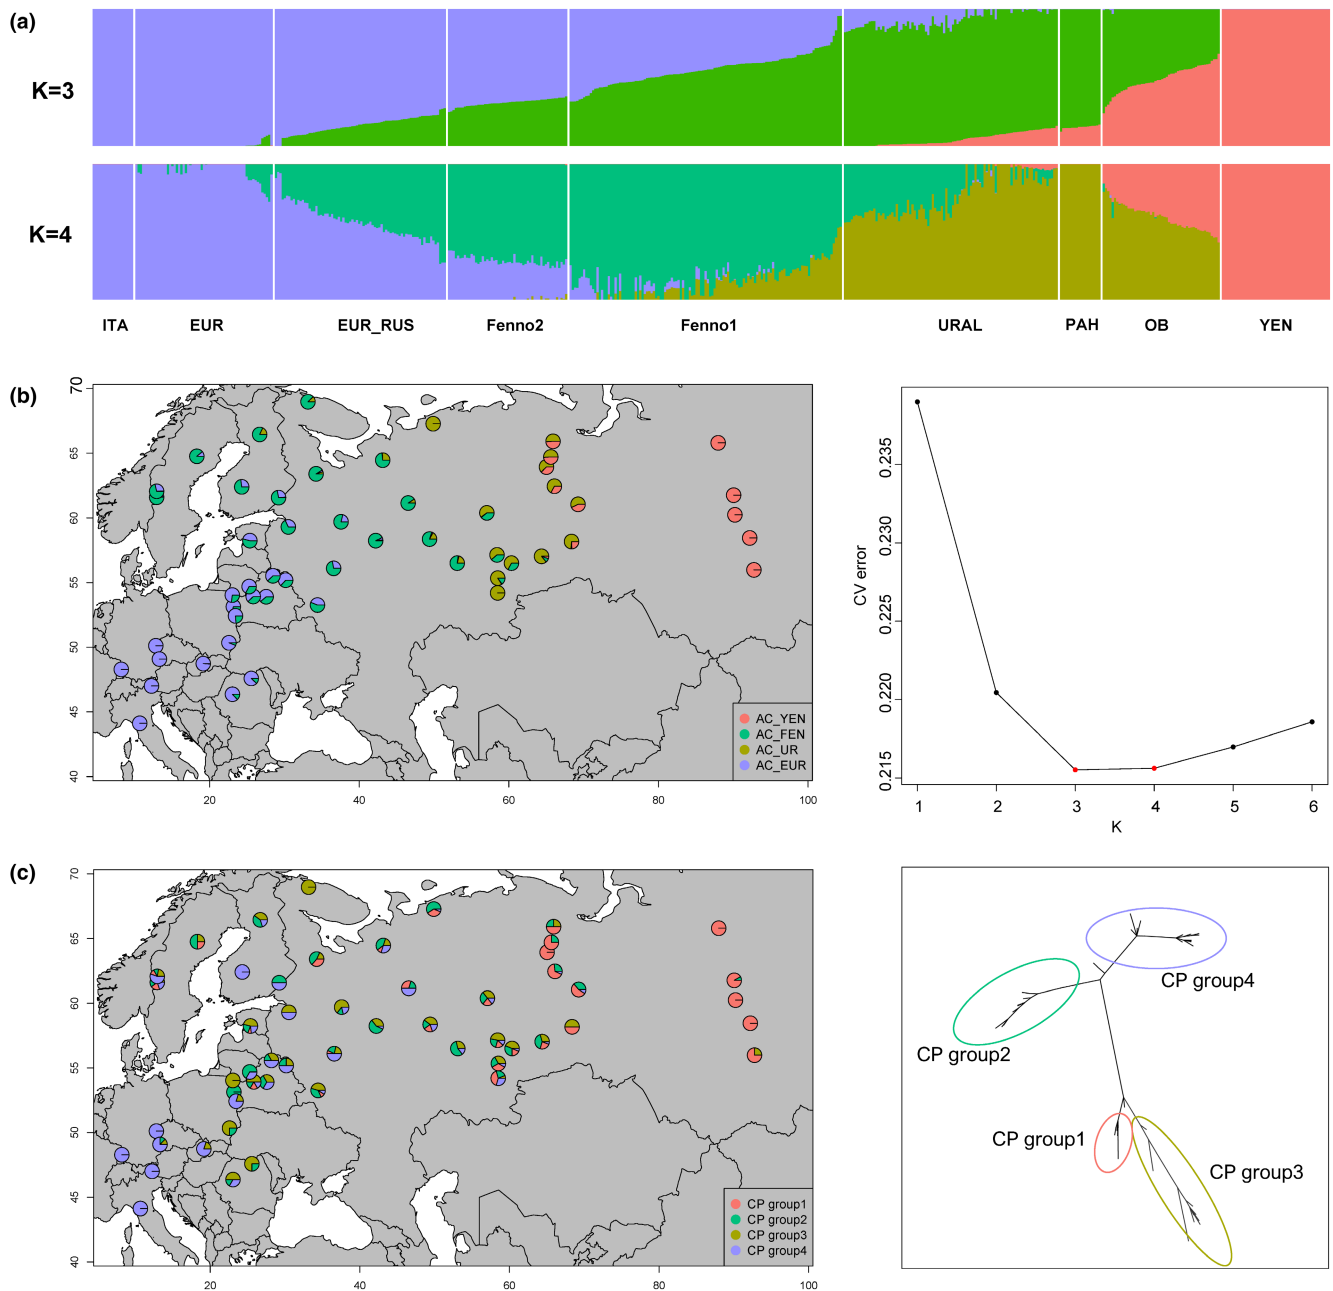 (a)
K=3
K=4
ITA EUR EUR_RUS Fenno2 Fenno1 URAL PAH OB YEN
(b)
70
65
60
55
50
45
40
20 40 60 80 100
AC_YEN
AC_FEN
AC_UR
AC_EUR
CV error
0.235
0.230
0.225
0.220
0.215
1 2 3 4 5 6
K
(c)
70
65
60
55
50
45
40
20 40 60 80 100
CP group1
CP group2
CP group3
CP group4
CP group4
CP group2
CP group1
CP group3